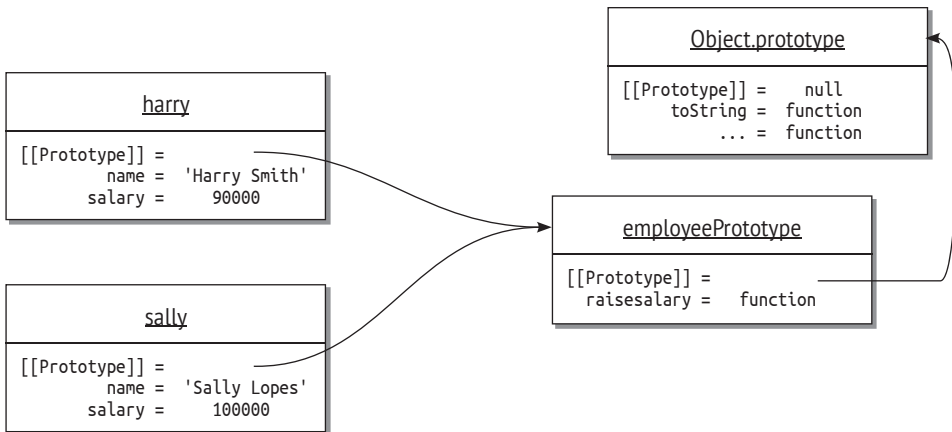 harry
[[Prototype]] =
name = 'Harry Smith'
salary = 90000
sally
[[Prototype]] =
name = 'Sally Lopes'
salary = 100000
Object.prototype
[[Prototype]] = null
toString = function
... = function
employeePrototype
[[Prototype]] =
raisesalary = function